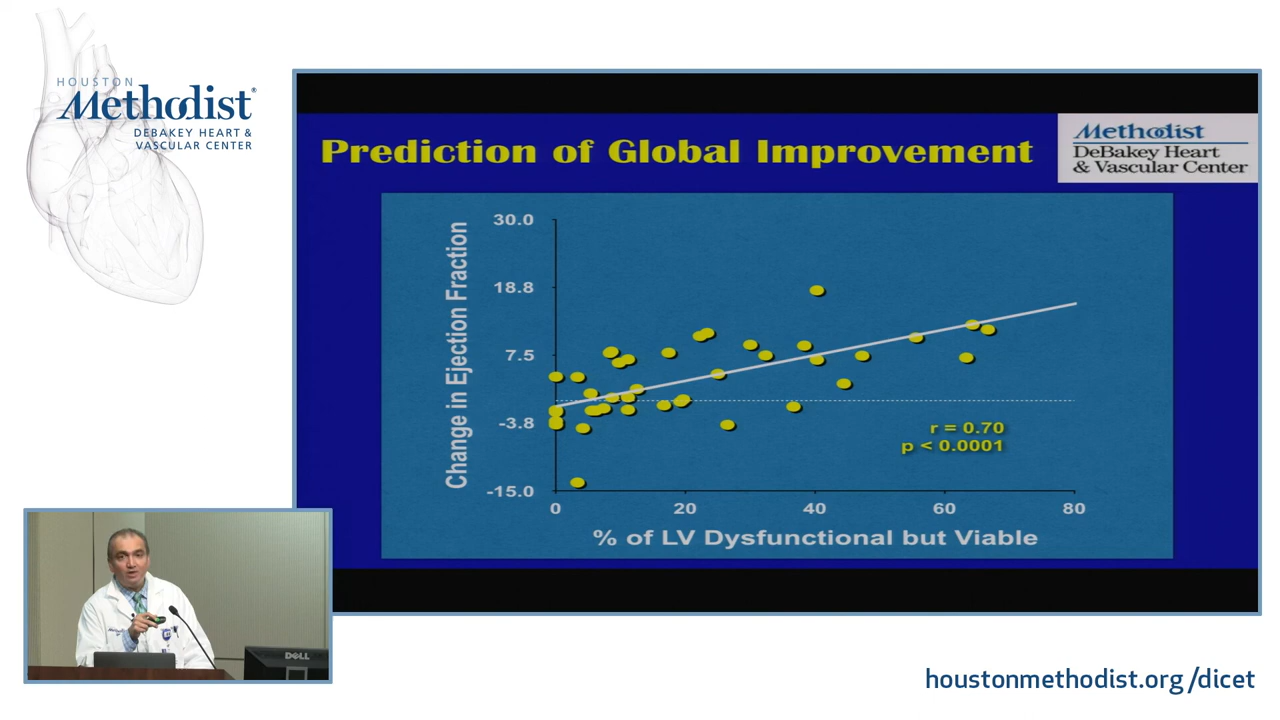 HOUSTON
Methodist®
DEBAKEY HEART &
VASCULAR CENTER
Prediction of Global Improvement
Methodist
DeBakey Heart
& Vascular Center
Change in Ejection Fraction
30.0
18.8
7.5
-3.8
-15.0
r = 0.70
p < 0.0001
0 20 40 60 80
% of LV Dysfunctional but Viable
DELL
houstonmethodist.org/dicet